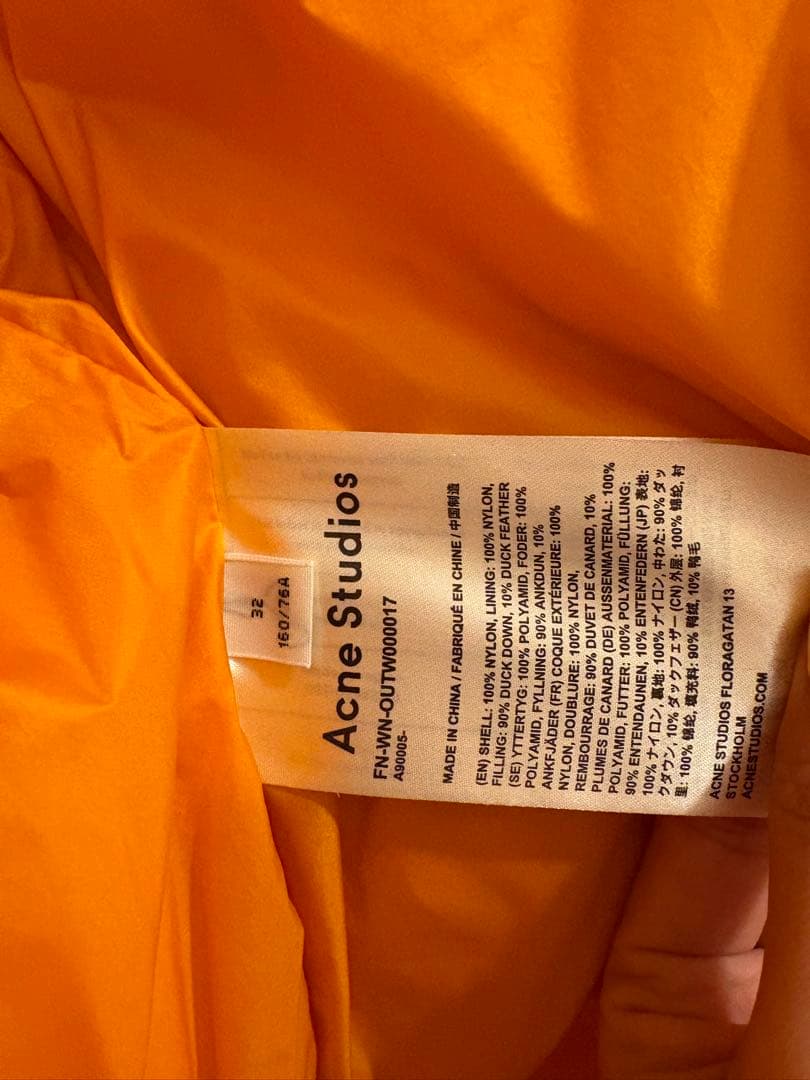 32
160/76A
Acne Studios
FN-WN-OUTW000017
A90005-
MADE IN CHINA / FABRIQUÉ EN CHINE / 中国制造
(EN) SHELL: 100% NYLON, LINING: 100% NYLON,
FILLING: 90% DUCK DOWN, 10% DUCK FEATHER
(SE) YTTERTYG: 100% POLYAMID, FODER: 100%
POLYAMID, FYLLNING: 90% ANKDUN, 10%
ANKFJÄDER (FR) COQUE EXTÉRIEURE: 100%
NYLON, DOUBLURE: 100% NYLON,
REMBOURRAGE: 90% DUVET DE CANARD, 10%
PLUMES DE CANARD (DE) AUSSENMATERIAL: 100%
POLYAMID, FUTTER: 100% POLYAMID, FÜLLUNG:
90% ENTENDAUNEN, 10% ENTENFEDERN (JP) 表地:
100% ナイロン, 裏地: 100% ナイロン, 中わた: 90% ダッ
クダウン, 10% ダックフェザー (CN) 外层: 100% 锦纶, 衬
里: 100% 锦纶, 填充料: 90% 鸭绒, 10% 鸭毛
ACNE STUDIOS FLORAGATAN 13
STOCKHOLM
ACNESTUDIOS.COM